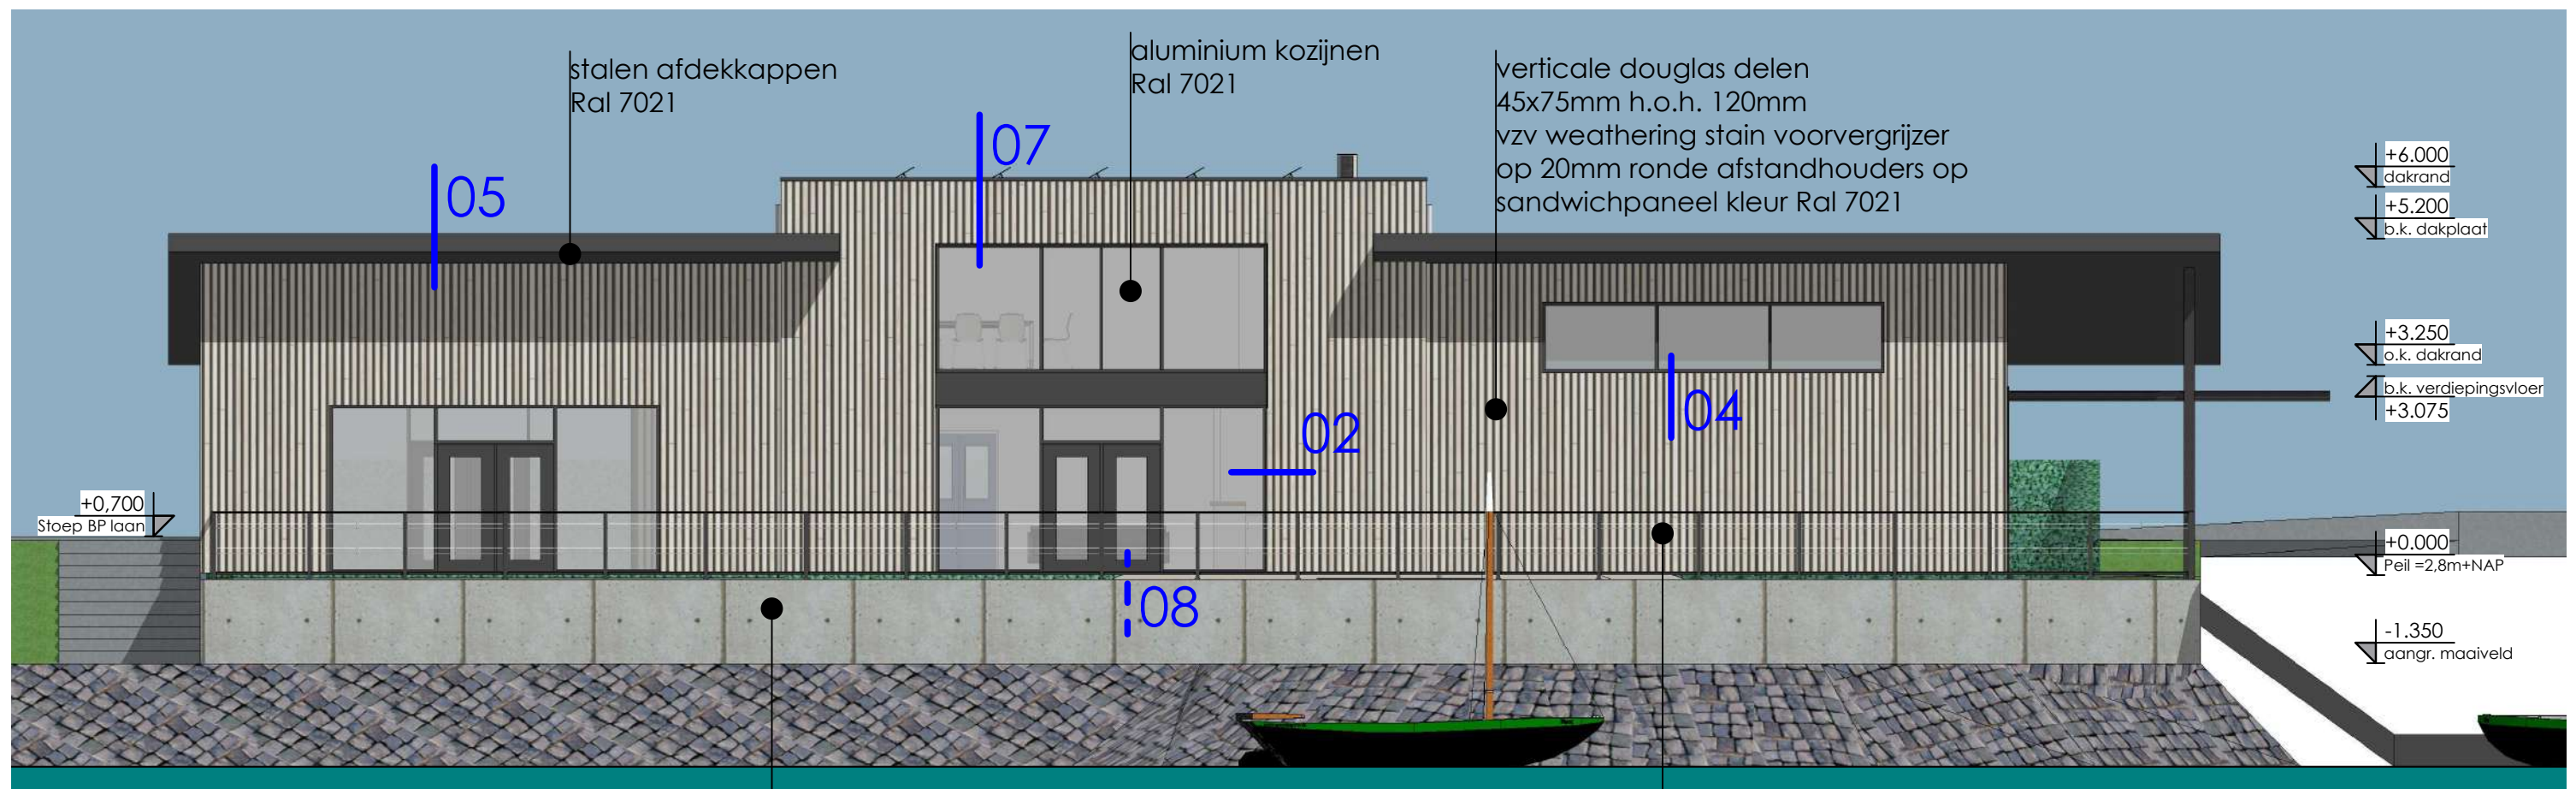 stalen afdekkappen
Ral 7021
aluminium kozijnen
Ral 7021
verticale douglas delen
45x75mm h.o.h. 120mm
vzv weathering stain voorvergrijzer
op 20mm ronde afstandhouders op
sandwichpaneel kleur Ral 7021
05
07
02
04
08
+0,700
Stoep BP laan
+6.000
dakrand
+5.200
b.k. dakplaat
+3.250
o.k. dakrand
b.k. verdiepingsvloer
+3.075
+0.000
Peil =2,8m+NAP
-1.350
aangr. maaiveld